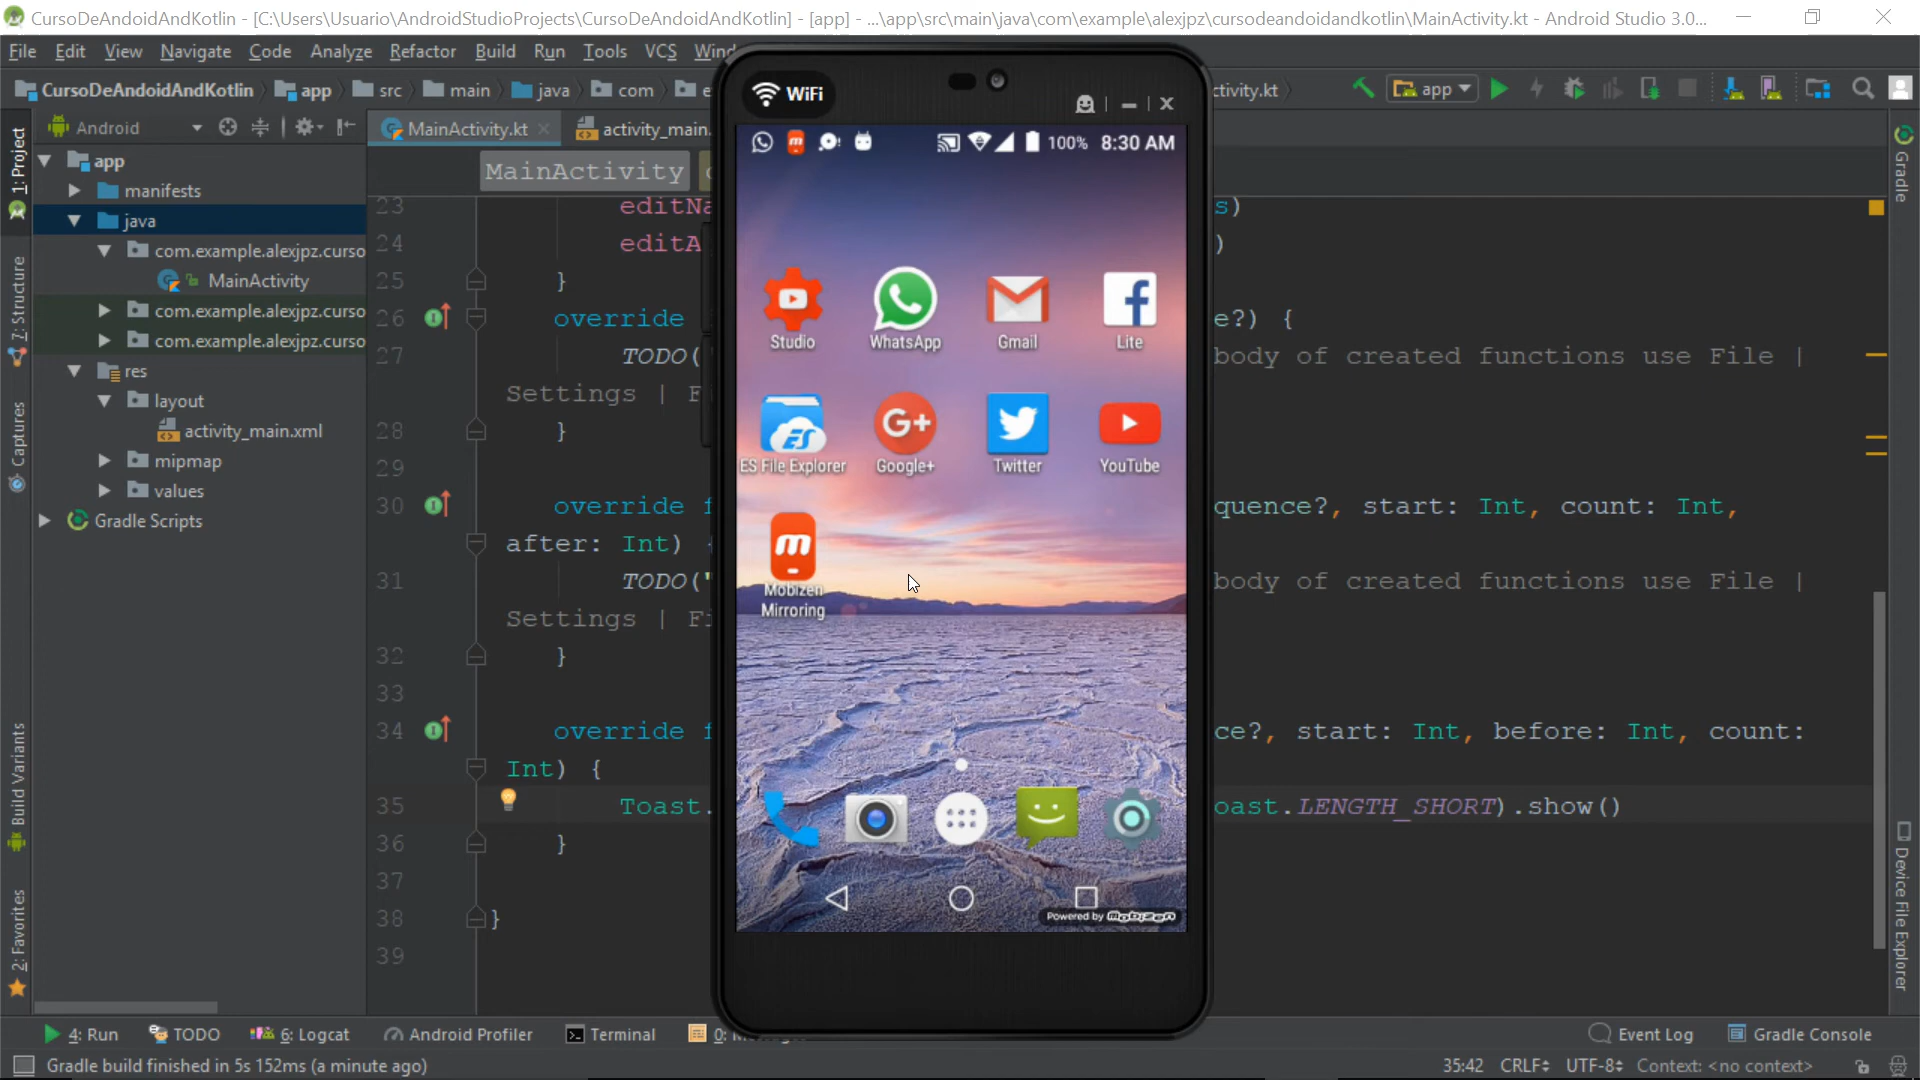 CursoDeAndoidAndKotlin - [C:\Users\Usuario\AndroidStudioProjects\CursoDeAndoidAndKotlin] - [app] - ...\app\src\main\java\com\example\alexjpz\cursodeandoidandkotlin\MainActivity.kt - Android Studio 3.0...
File Edit View Navigate Code Analyze Refactor Build Run Tools VCS Wind
CursoDeAndoidAndKotlin app src main java com e ctivity.kt app
Android MainActivity.kt activity_main.
MainActivity
1: Project
7: Structure
Captures
Build Variants
2: Favorites
app
manifests
java
com.example.alexjpz.curso
MainActivity
com.example.alexjpz.curso
com.example.alexjpz.curso
res
layout
activity_main.xml
mipmap
values
Gradle Scripts
23 editNa s)
24 editA )
25 }
26 override e?) {
27 TODO( body of created functions use File |
Settings | F
28 }
29
30 override f quence?, start: Int, count: Int,
after: Int)
31 TODO(" body of created functions use File |
Settings | F
32 }
33
34 override f ce?, start: Int, before: Int, count:
Int) {
35 Toast. oast.LENGTH_SHORT).show()
36 }
37
38 }
39
WiFi
100% 8:30 AM
Studio WhatsApp Gmail Lite
ES File Explorer Google+ Twitter YouTube
Mobizen
Mirroring
Powered by mobizen
Gradle
Device File Explorer
4: Run TODO 6: Logcat Android Profiler Terminal 0: Event Log Gradle Console
Gradle build finished in 5s 152ms (a minute ago) 35:42 CRLF UTF-8 Context: <no context>